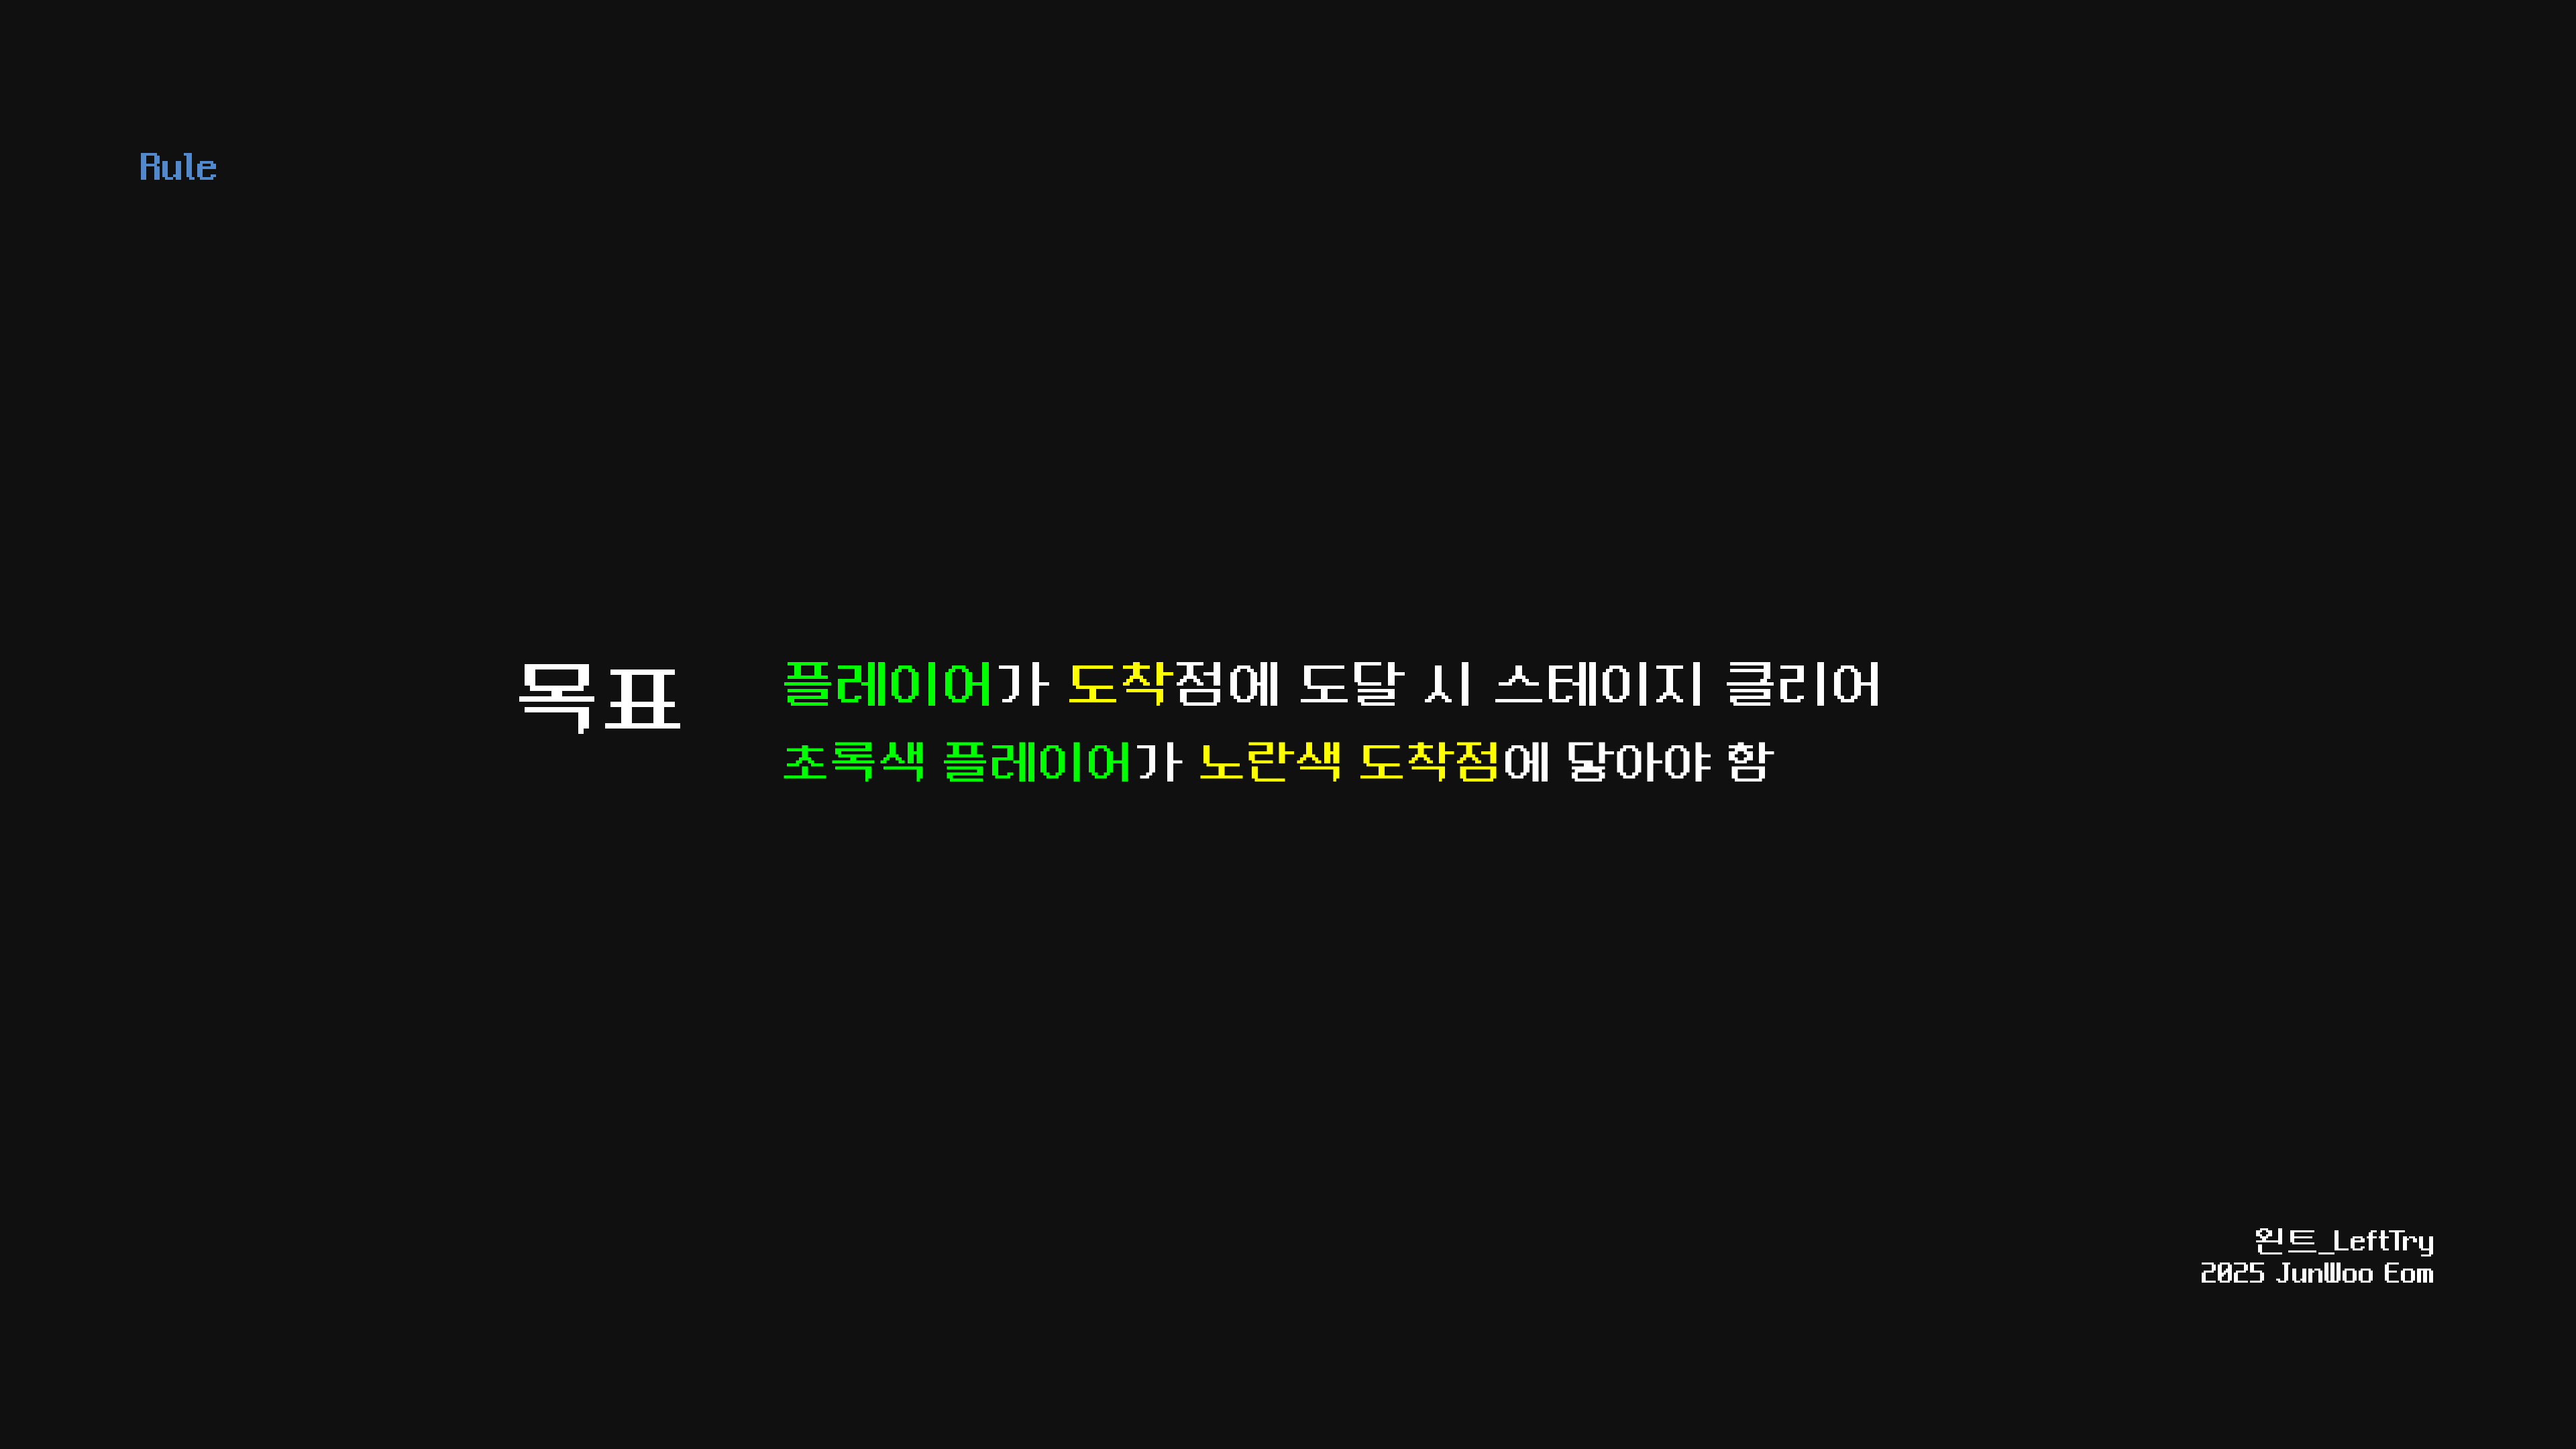 Rule
목표
플레이어가 도착점에 도달 시 스테이지 클리어
초록색 플레이어가 노란색 도착점에 닿아야 함
원트_LeftTry
2025 JunWoo Eom